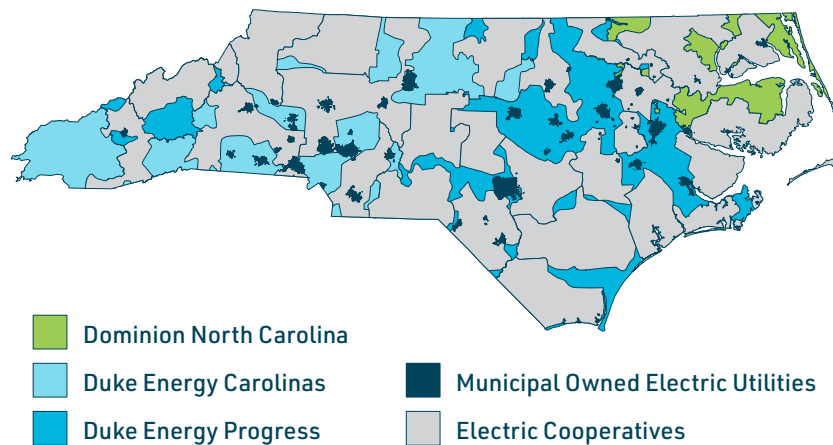 Dominion North Carolina
Duke Energy Carolinas
Municipal Owned Electric Utilities
Duke Energy Progress
Electric Cooperatives